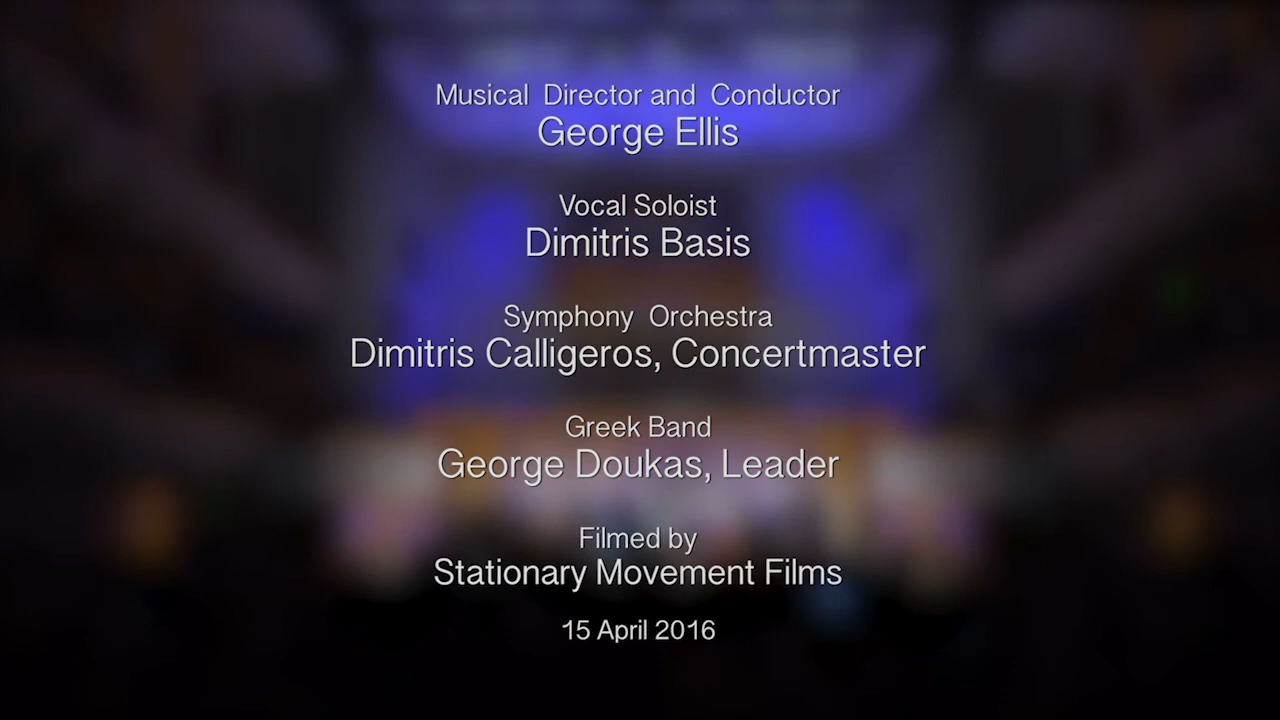 Musical Director and Conductor
George Ellis
Vocal Soloist
Dimitris Basis
Symphony Orchestra
Dimitris Calligeros, Concertmaster
Greek Band
George Doukas, Leader
Filmed by
Stationary Movement Films
15 April 2016